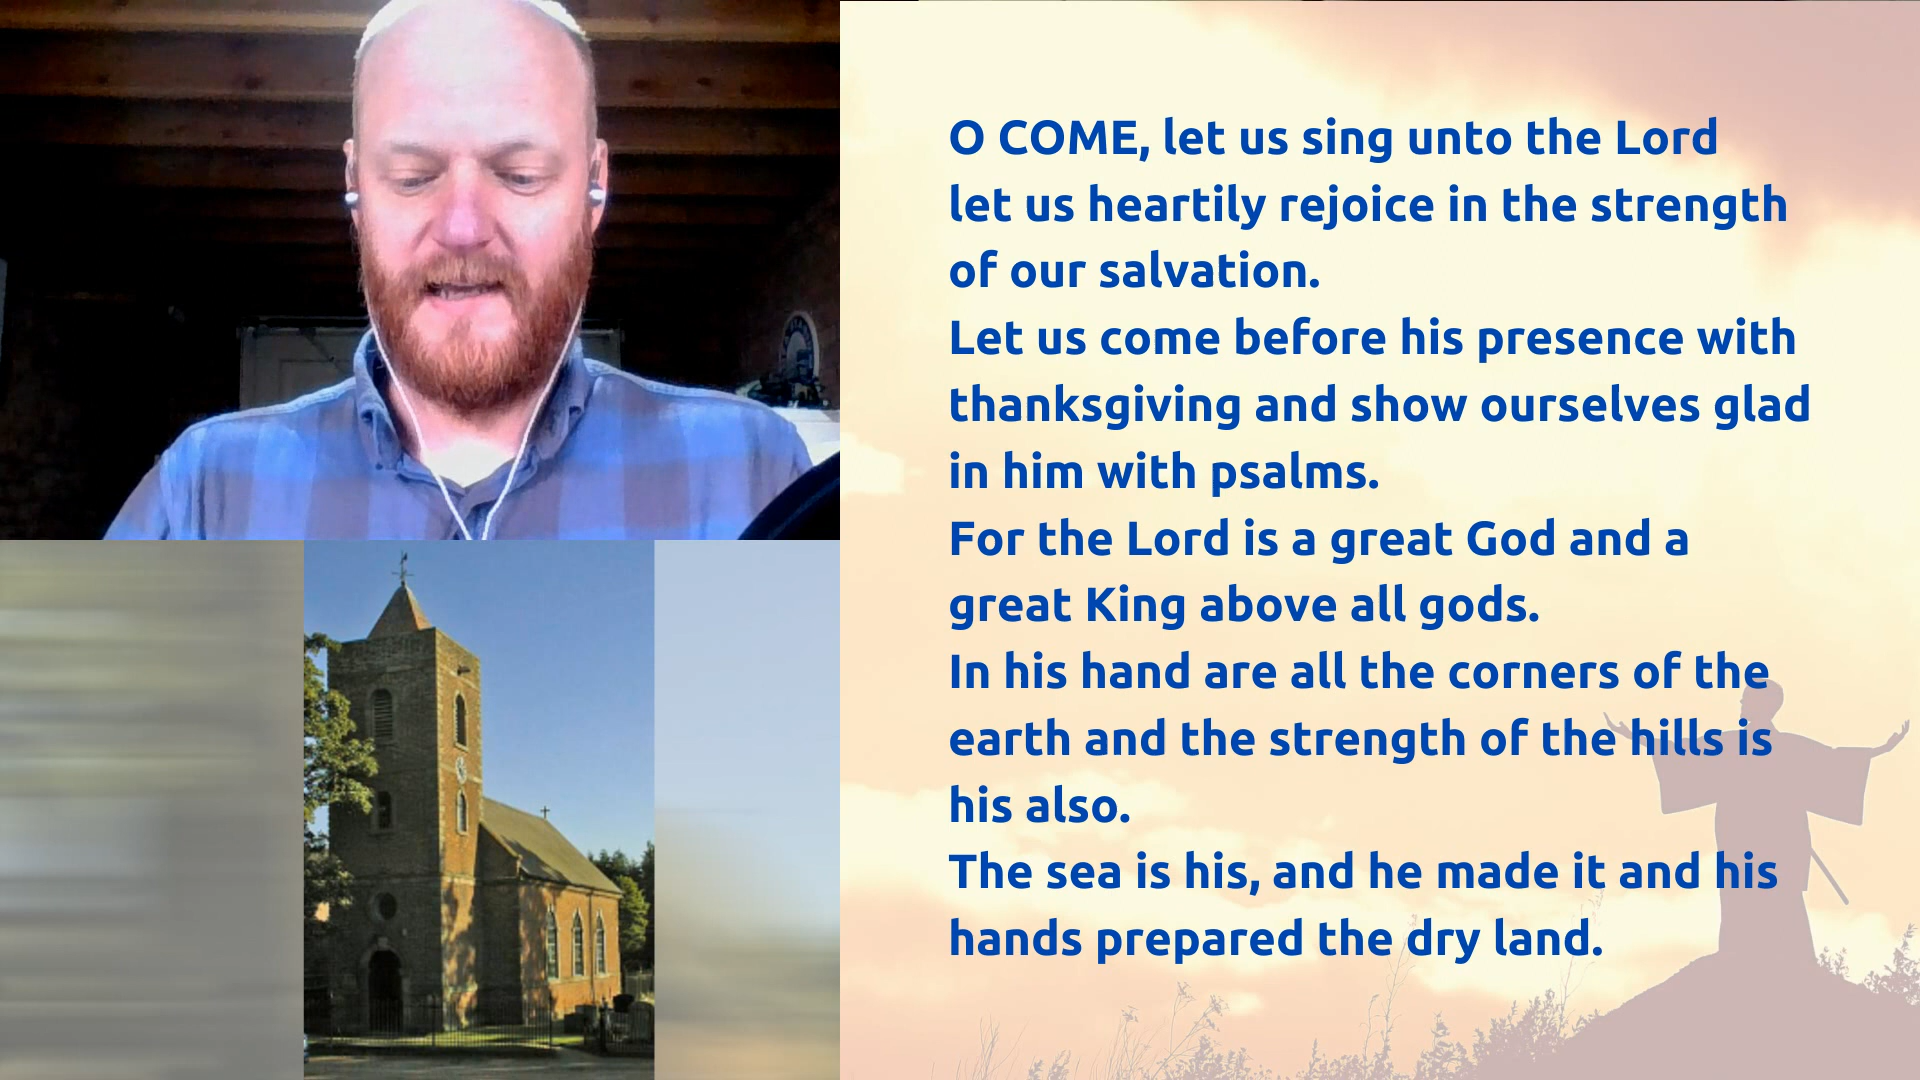 O COME, let us sing unto the Lord
let us heartily rejoice in the strength
of our salvation.
Let us come before his presence with
thanksgiving and show ourselves glad
in him with psalms.
For the Lord is a great God and a
great King above all gods.
In his hand are all the corners of the
earth and the strength of the hills is
his also.
The sea is his, and he made it and his
hands prepared the dry land.